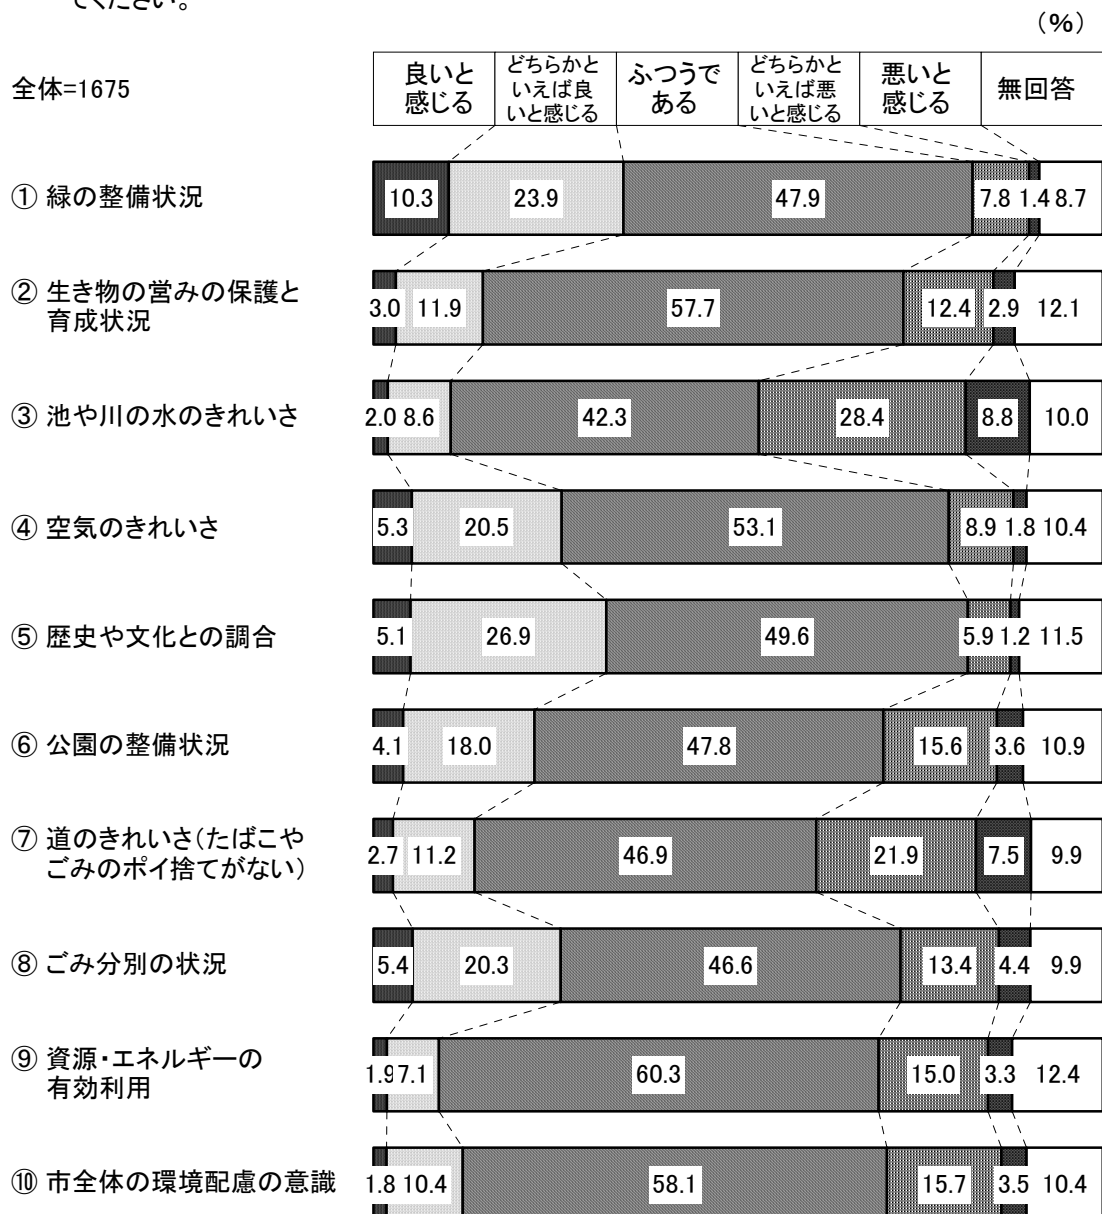 てください。
（%）
全体=1675
良いと
感じる
どちらかと
いえば良
いと感じる
ふつうで
ある
どちらかと
いえば悪
いと感じる
悪いと
感じる
無回答
① 緑の整備状況
10.3 23.9 47.9 7.8 1.4 8.7
② 生き物の営みの保護と
育成状況
3.0 11.9 57.7 12.4 2.9 12.1
③ 池や川の水のきれいさ
2.0 8.6 42.3 28.4 8.8 10.0
④ 空気のきれいさ
5.3 20.5 53.1 8.9 1.8 10.4
⑤ 歴史や文化との調合
5.1 26.9 49.6 5.9 1.2 11.5
⑥ 公園の整備状況
4.1 18.0 47.8 15.6 3.6 10.9
⑦ 道のきれいさ(たばこや
ごみのポイ捨てがない)
2.7 11.2 46.9 21.9 7.5 9.9
⑧ ごみ分別の状況
5.4 20.3 46.6 13.4 4.4 9.9
⑨ 資源・エネルギーの
有効利用
1.9 7.1 60.3 15.0 3.3 12.4
⑩ 市全体の環境配慮の意識
1.8 10.4 58.1 15.7 3.5 10.4